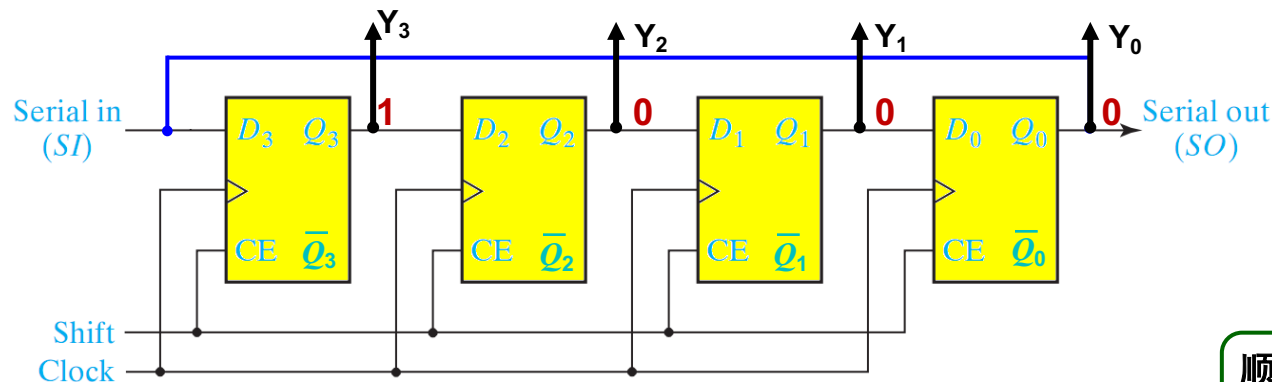 Y3 Y2 Y1 Y0
Serial in 1 0 0 0 Serial out
(SI) D3 Q3 D2 Q2 D1 Q1 D0 Q0 (SO)
CE Q̅3 CE Q̅2 CE Q̅1 CE Q̅0
Shift
Clock
顺